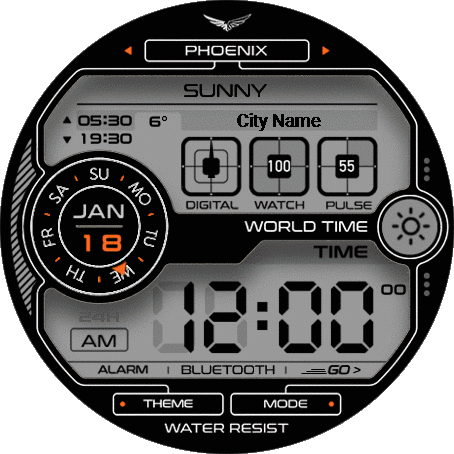 PHOENIX
SUNNY
05:30 6° City Name
19:30
100 55
DIGITAL WATCH PULSE
SU MO TU WE TH FR SA
JAN
18
WORLD TIME
TIME
12:00 00
24H
AM
ALARM BLUETOOTH GO >
THEME MODE
WATER RESIST